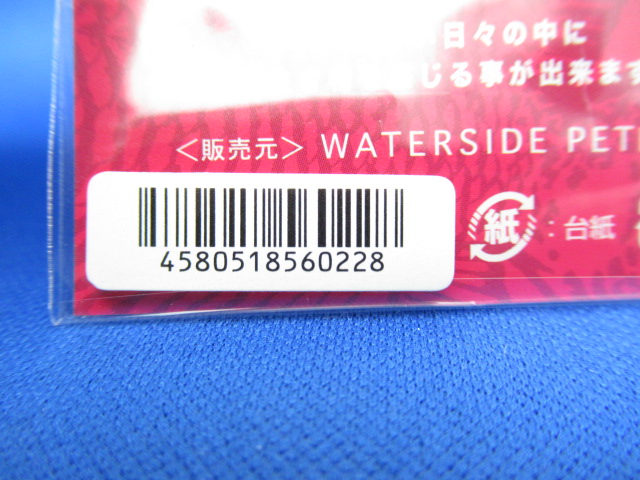 日々の中に
じる事が出来ます
＜販売元＞ WATERSIDE PET
紙 : 台紙
4580518560228